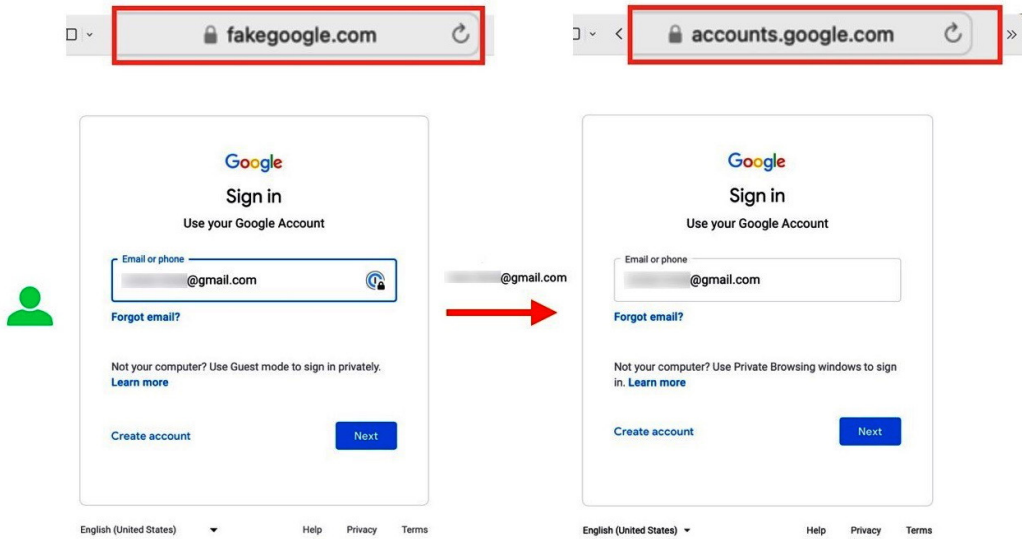 fakegoogle.com
Google
Sign in
Use your Google Account
Email or phone
@gmail.com
Forgot email?
Not your computer? Use Guest mode to sign in privately.
Learn more
Create account
Next
English (United States)
Help
Privacy
Terms
@gmail.com
accounts.google.com
Google
Sign in
Use your Google Account
Email or phone
@gmail.com
Forgot email?
Not your computer? Use Private Browsing windows to sign
in. Learn more
Create account
Next
English (United States)
Help
Privacy
Terms